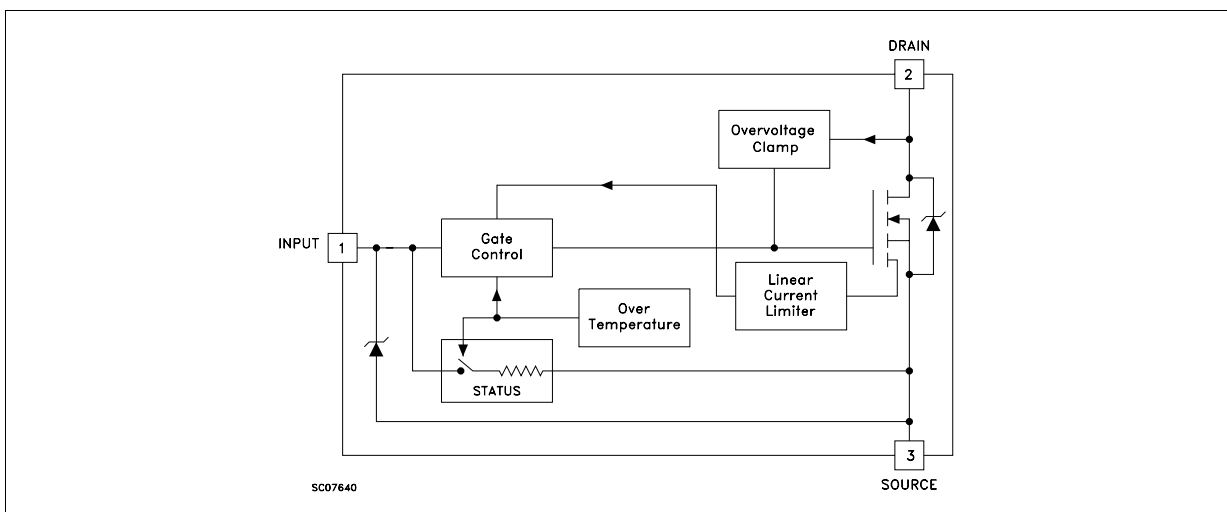 DRAIN
2
Overvoltage
Clamp
INPUT
1
Gate
Control
Linear
Current
Limiter
Over
Temperature
STATUS
3
SC07640
SOURCE